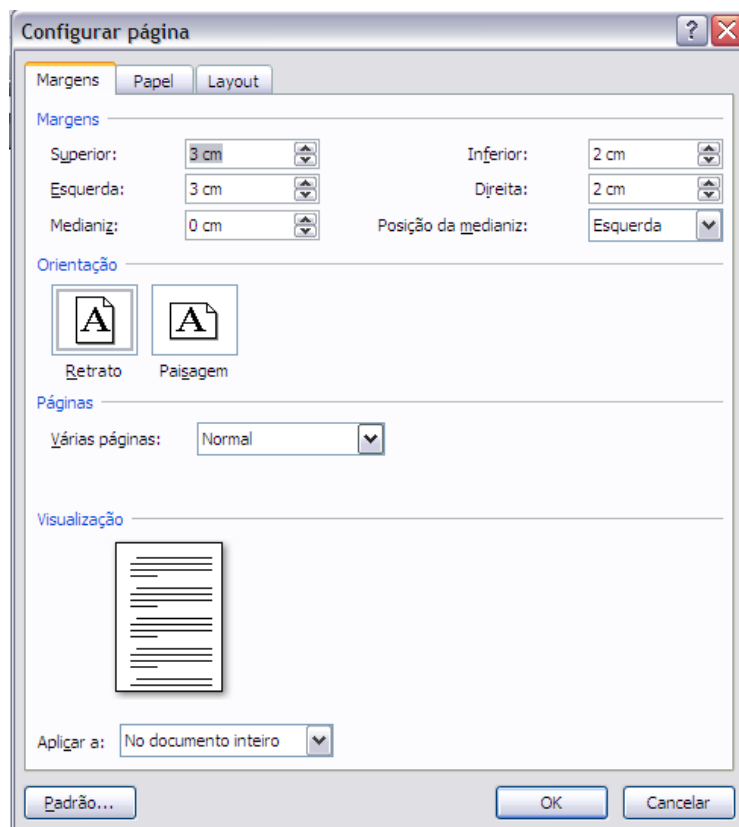 Configurar página
Margens Papel Layout
Margens
Superior: 3 cm Inferior: 2 cm
Esquerda: 3 cm Direita: 2 cm
Medianiz: 0 cm Posição da medianiz: Esquerda
Orientação
A A
Retrato Paisagem
Páginas
Várias páginas: Normal
Visualização
Aplicar a: No documento inteiro
Padrão... OK Cancelar